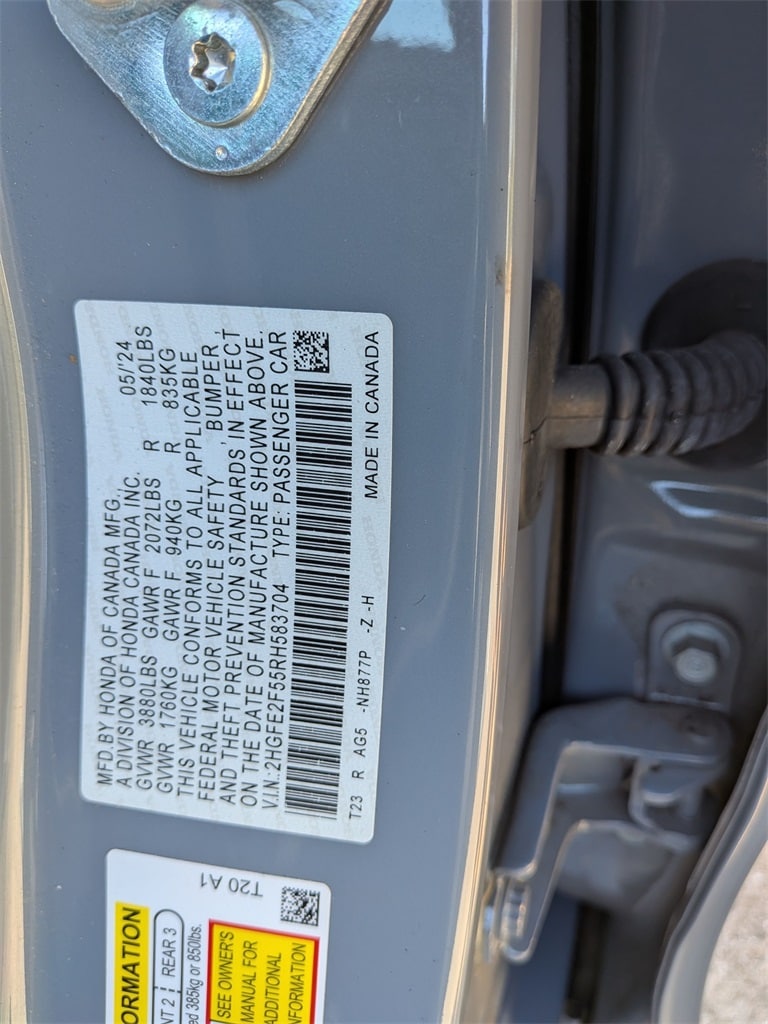 MFD.BY HONDA OF CANADA MFG. 05/'24
A DIVISION OF HONDA CANADA INC.
GVWR 3880LBS GAWR F 2072LBS R 1840LBS
GVWR 1760KG GAWR F 940KG R 835KG
THIS VEHICLE CONFORMS TO ALL APPLICABLE
FEDERAL MOTOR VEHICLE SAFETY , BUMPER,
AND THEFT PREVENTION STANDARDS IN EFFECT
ON THE DATE OF MANUFACTURE SHOWN ABOVE.
V.I.N.:2HGFE2F55RH583704 TYPE: PASSENGER CAR
T23 R AG5 -NH877P -Z -H MADE IN CANADA
T20 A1
ORMATION
NT 2 REAR 3
ed 385kg or 850lbs.
SEE OWNER'S
MANUAL FOR
ADDITIONAL
NFORMATION